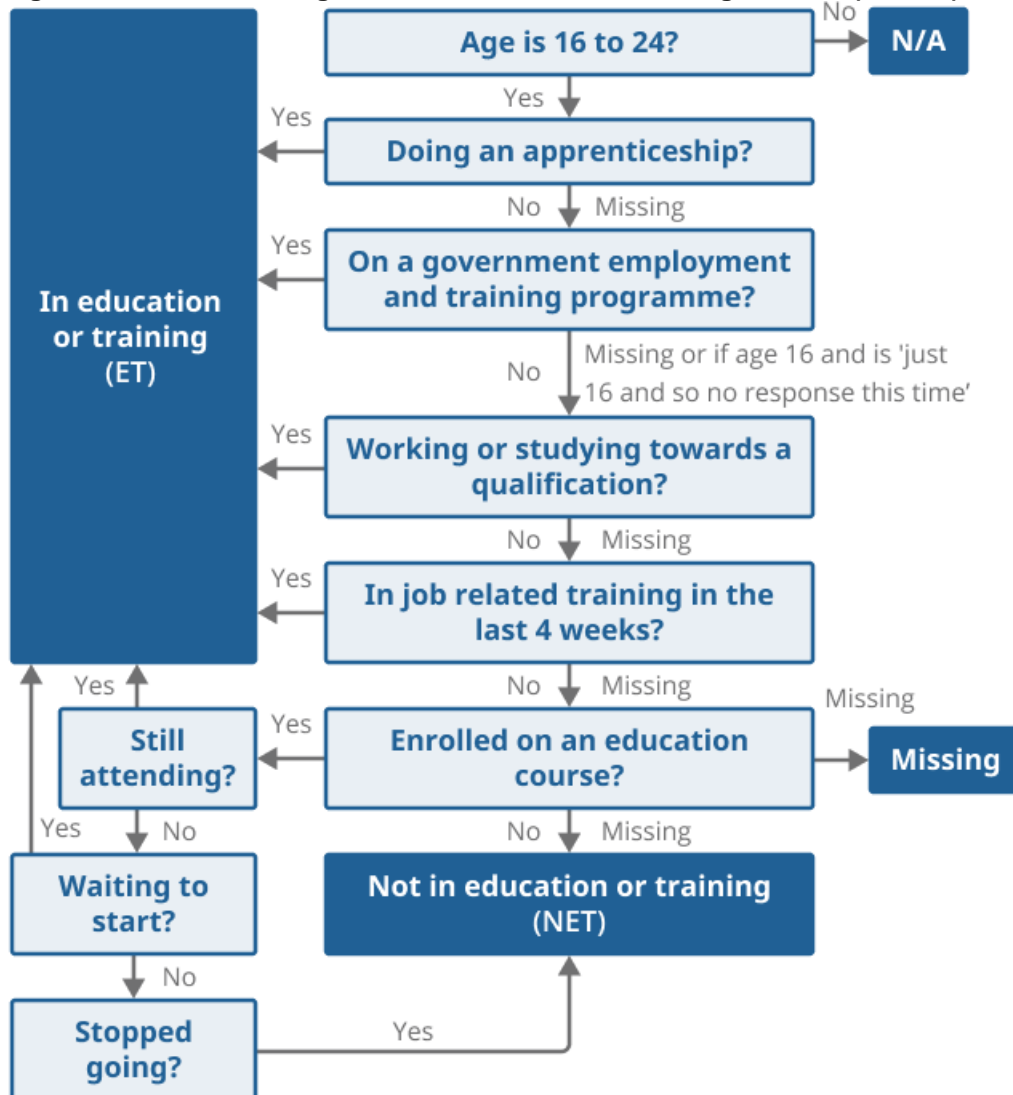 No
Age is 16 to 24?
N/A
Yes
Yes
Doing an apprenticeship?
No
Missing
Yes
On a government employment
and training programme?
In education
or training
(ET)
No
Missing or if age 16 and is 'just
16 and so no response this time’
Yes
Working or studying towards a
qualification?
No
Missing
Yes
In job related training in the
last 4 weeks?
No
Missing
Missing
Yes
Yes
Still
attending?
Enrolled on an education
course?
Missing
Yes
No
No
Missing
Waiting to
start?
Not in education or training
(NET)
No
Stopped
going?
Yes